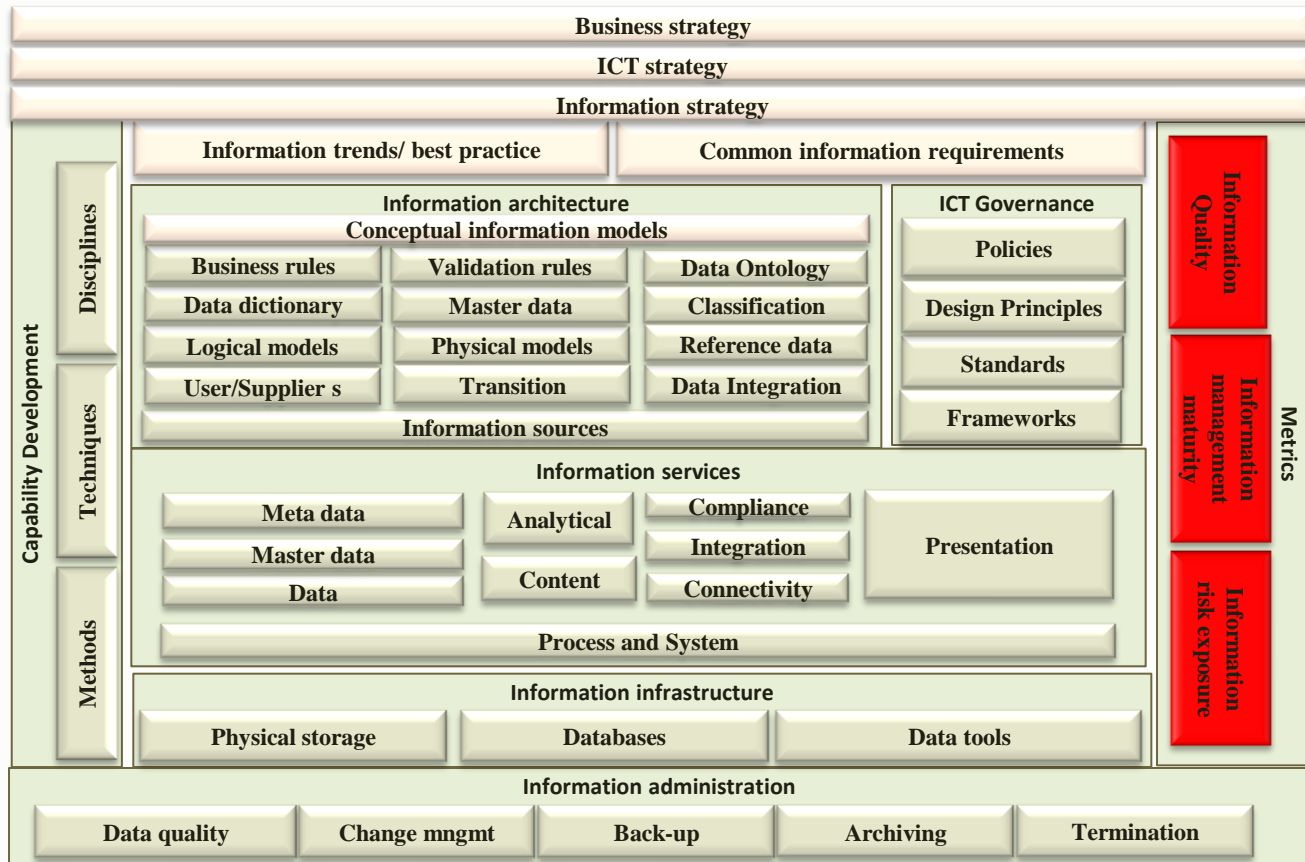 Business strategy
ICT strategy
Information strategy
Capability Development
Disciplines
Techniques
Methods
Information trends/ best practice
Common information requirements
Information architecture
Conceptual information models
Business rules
Validation rules
Data Ontology
Data dictionary
Master data
Classification
Logical models
Physical models
Reference data
User/Supplier s
Transition
Data Integration
Information sources
ICT Governance
Policies
Design Principles
Standards
Frameworks
Information services
Meta data
Master data
Data
Analytical
Content
Compliance
Integration
Connectivity
Presentation
Process and System
Information infrastructure
Physical storage
Databases
Data tools
Metrics
Information
Quality
Information
management
maturity
Information
risk exposure
Information administration
Data quality
Change mngmt
Back-up
Archiving
Termination